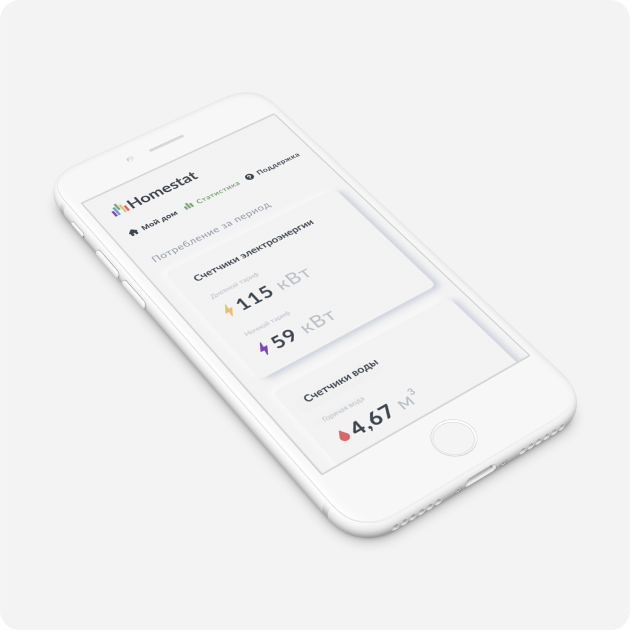 Homestat
Мой дом Статистика Поддержка
Потребление за период
Счетчики электроэнергии
Дневной тариф
115 кВт
Ночной тариф
59 кВт
Счетчики воды
Горячая вода
4,67 м³